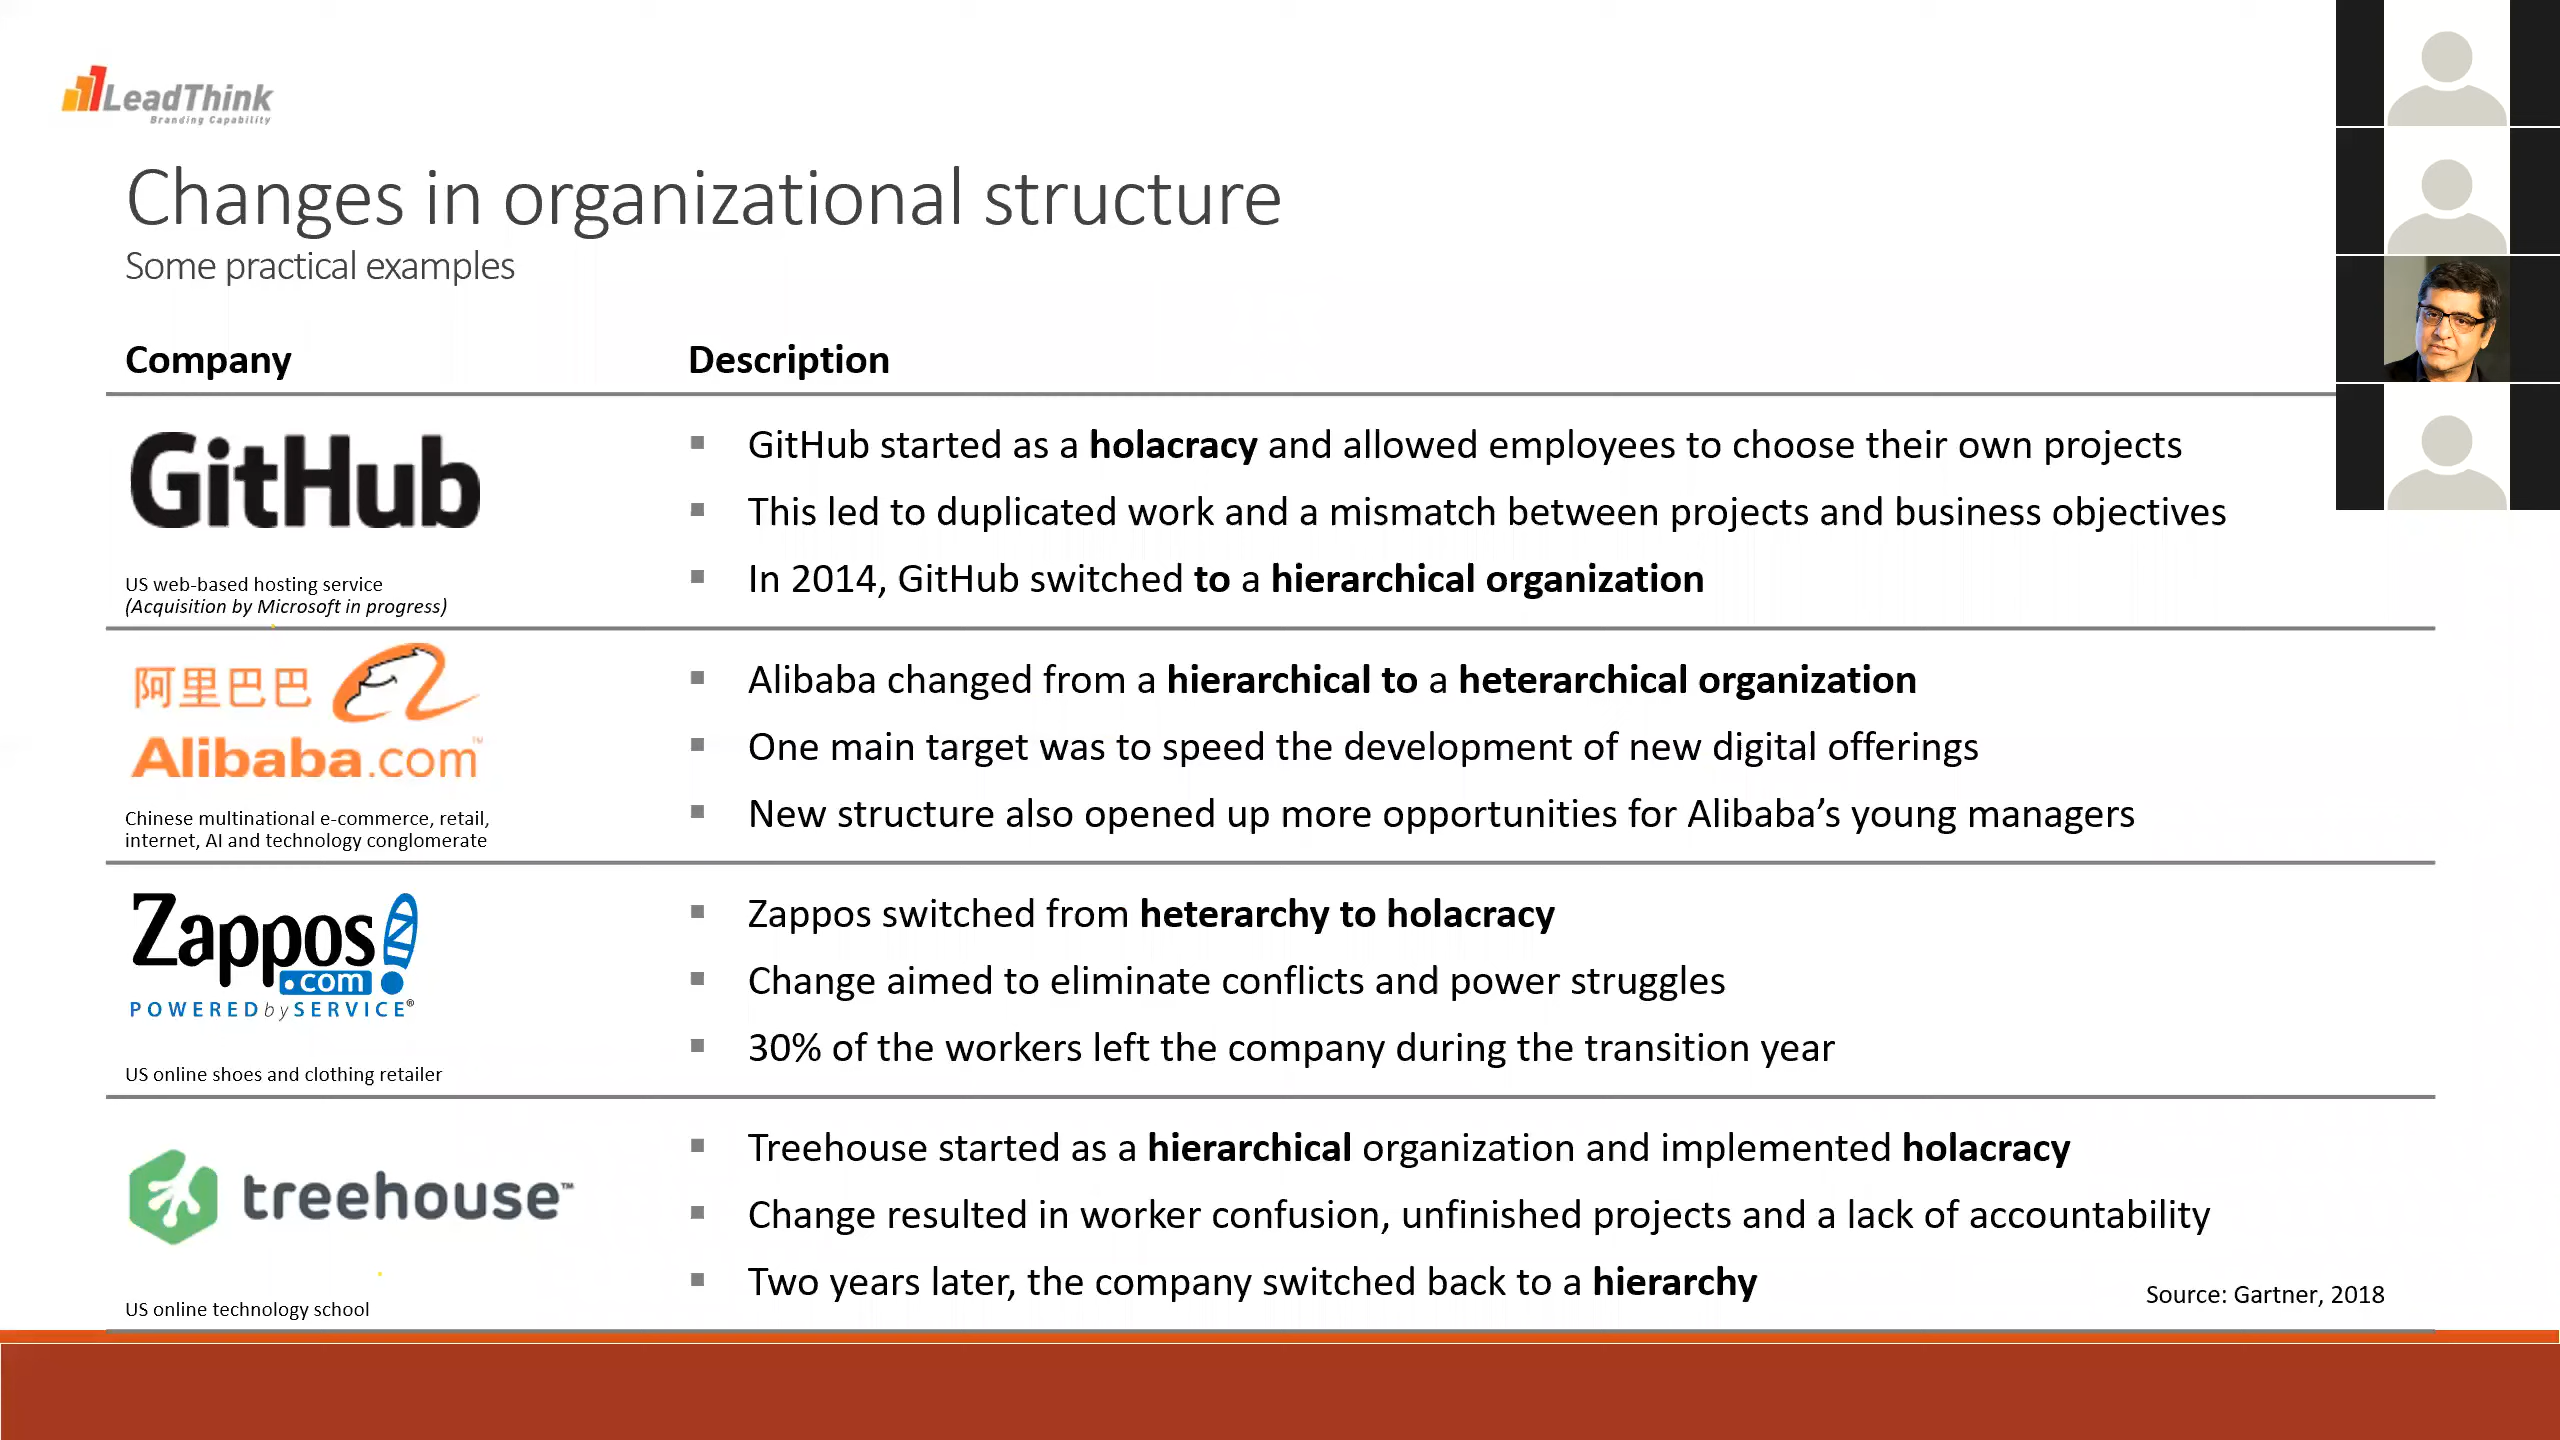 LeadThink
Branding Capability
Changes in organizational structure
Some practical examples
Company
Description
GitHub
US web-based hosting service
(Acquisition by Microsoft in progress)
▪ GitHub started as a holacracy and allowed employees to choose their own projects
▪ This led to duplicated work and a mismatch between projects and business objectives
▪ In 2014, GitHub switched to a hierarchical organization
阿里巴巴
Alibaba.com™
Chinese multinational e-commerce, retail,
internet, AI and technology conglomerate
▪ Alibaba changed from a hierarchical to a heterarchical organization
▪ One main target was to speed the development of new digital offerings
▪ New structure also opened up more opportunities for Alibaba’s young managers
Zappos
.com
POWERED by SERVICE®
US online shoes and clothing retailer
▪ Zappos switched from heterarchy to holacracy
▪ Change aimed to eliminate conflicts and power struggles
▪ 30% of the workers left the company during the transition year
treehouse™
US online technology school
▪ Treehouse started as a hierarchical organization and implemented holacracy
▪ Change resulted in worker confusion, unfinished projects and a lack of accountability
▪ Two years later, the company switched back to a hierarchy
Source: Gartner, 2018